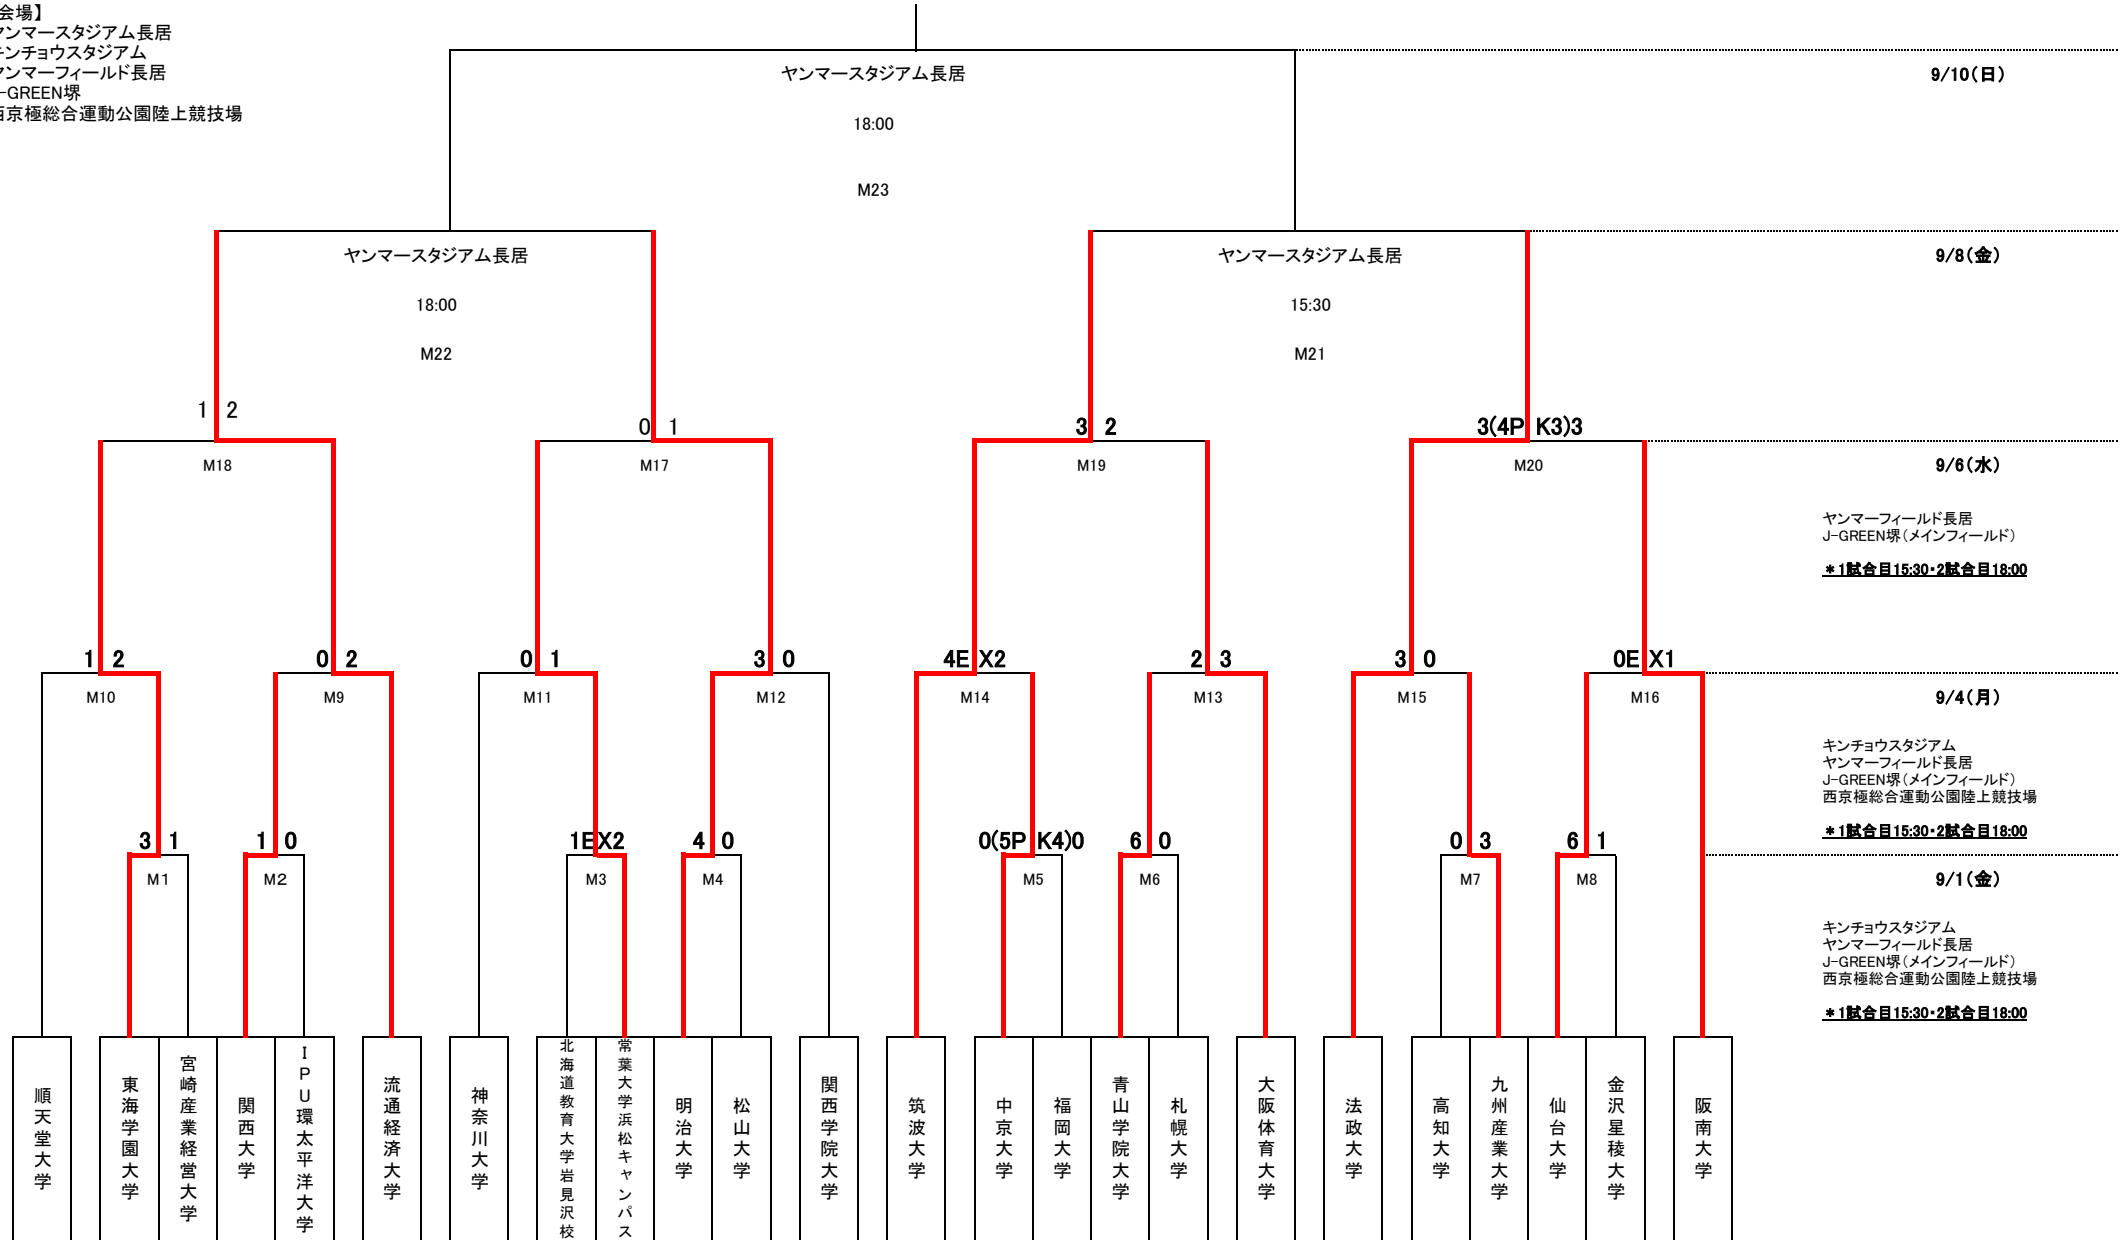 会場】
ヤンマースタジアム長居
キンチョウスタジアム
ヤンマーフィールド長居
J-GREEN堺
西京極総合運動公園陸上競技場
ヤンマースタジアム長居
9/10(日)
18:00
M23
ヤンマースタジアム長居
ヤンマースタジアム長居
9/8(金)
18:00
15:30
M22
M21
1 2
0 1
3 2
3(4P K3)3
M18
M17
M19
M20
9/6(水)
ヤンマーフィールド長居
J-GREEN堺(メインフィールド)
*1試合目15:30・2試合目18:00
1 2
0 2
0 1
3 0
4E X2
2 3
3 0
0E X1
M10
M9
M11
M12
M14
M13
M15
M16
9/4(月)
キンチョウスタジアム
ヤンマーフィールド長居
J-GREEN堺(メインフィールド)
西京極総合運動公園陸上競技場
*1試合目15:30・2試合目18:00
3 1
1 0
1EX2
4 0
0(5P K4)0
6 0
0 3
6 1
M1
M2
M3
M4
M5
M6
M7
M8
9/1(金)
キンチョウスタジアム
ヤンマーフィールド長居
J-GREEN堺(メインフィールド)
西京極総合運動公園陸上競技場
*1試合目15:30・2試合目18:00
順天堂大学
東海学園大学
宮崎産業経営大学
関西大学
IPU環太平洋大学
流通経済大学
神奈川大学
北海道教育大学岩見沢校
常葉大学浜松キャンパス
明治大学
松山大学
関西学院大学
筑波大学
中京大学
福岡大学
青山学院大学
札幌大学
大阪体育大学
法政大学
高知大学
九州産業大学
仙台大学
金沢星稜大学
阪南大学